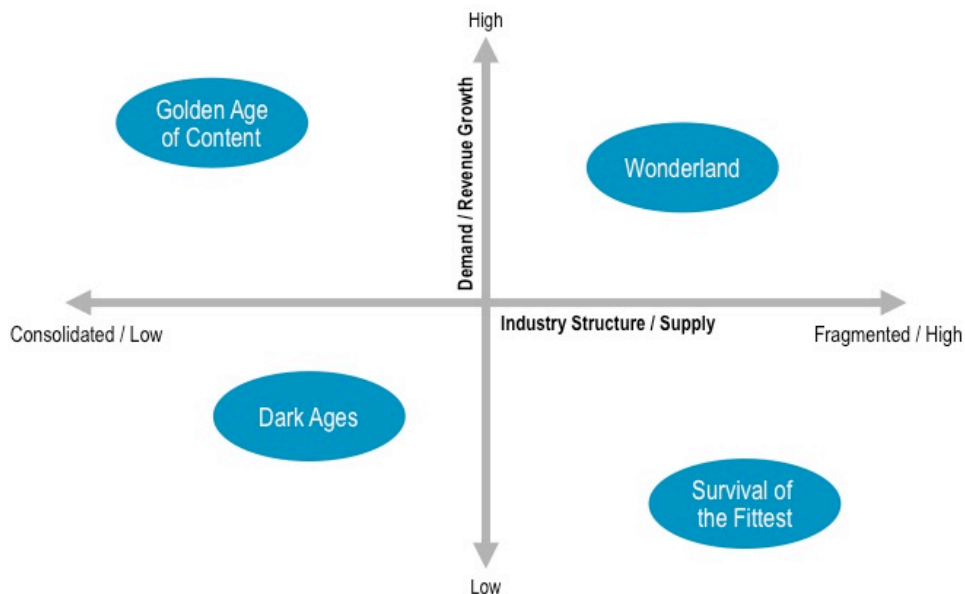 High
Golden Age
of Content
Demand / Revenue Growth
Wonderland
Consolidated / Low
Industry Structure / Supply
Fragmented / High
Dark Ages
Survival of
the Fittest
Low